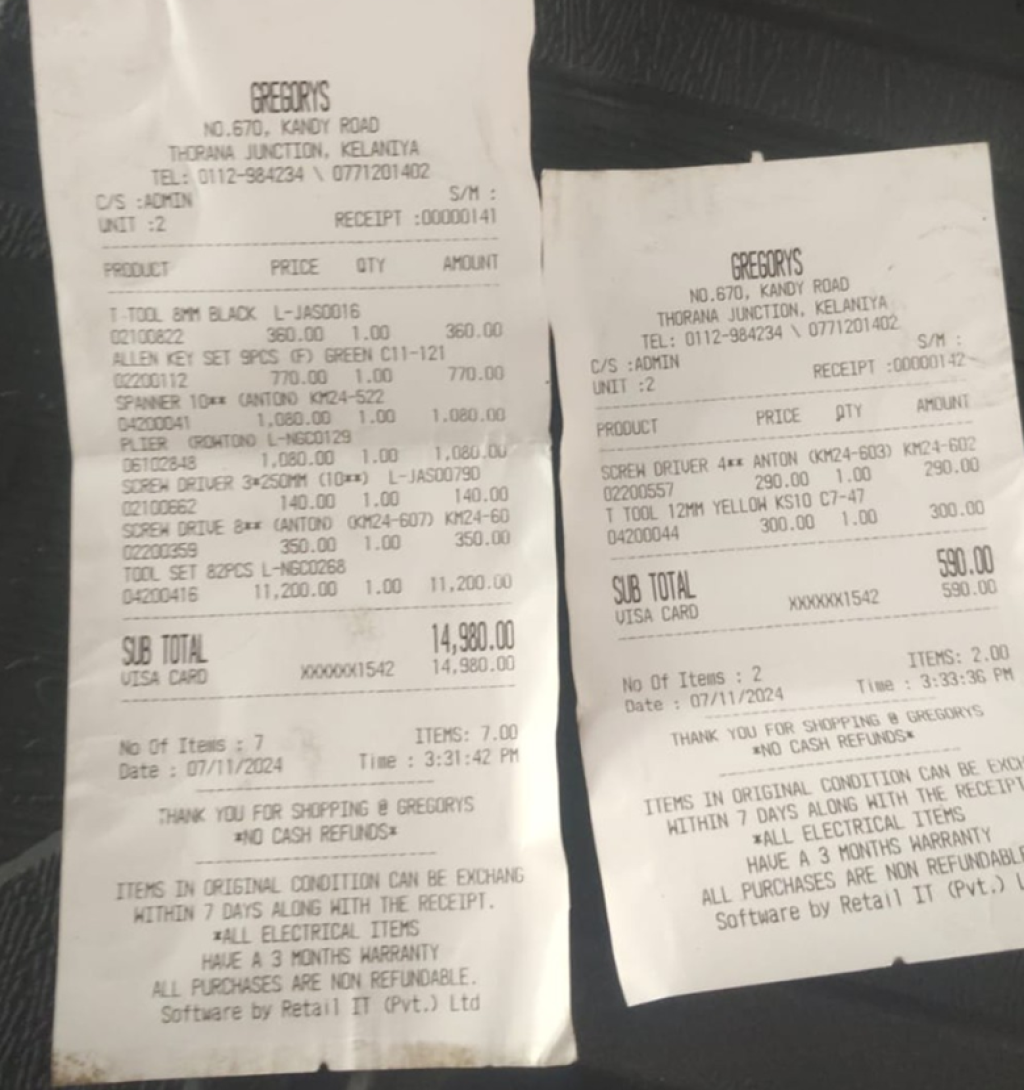 GREGORYS
NO.670, KANDY ROAD
THORANA JUNCTION, KELANIYA
TEL: 0112-984234 \ 0771201402
C/S :ADMIN S/M :
UNIT :2 RECEIPT :00000141
PRODUCT PRICE QTY AMOUNT
T-TOOL 8MM BLACK L-JAS0016
02100822 360.00 1.00 360.00
ALLEN KEY SET 9PCS (F) GREEN C11-121
02200112 770.00 1.00 770.00
SPANNER 10** (ANTON) KM24-522
04200041 1,080.00 1.00 1,080.00
PLIER (ROWTON) L-NGC0129
06102848 1,080.00 1.00 1,080.00
SCREW DRIVER 3*250MM (10**) L-JAS00790
02100662 140.00 1.00 140.00
SCREW DRIVE 8** (ANTON) (KM24-607) KM24-60
02200359 350.00 1.00 350.00
TOOL SET 82PCS L-NGC0268
04200416 11,200.00 1.00 11,200.00
SUB TOTAL 14,980.00
VISA CARD XXXXXX1542 14,980.00
No Of Items : 7 ITEMS: 7.00
Date : 07/11/2024 Time : 3:31:42 PM
THANK YOU FOR SHOPPING @ GREGORYS
*NO CASH REFUNDS*
ITEMS IN ORIGINAL CONDITION CAN BE EXCHANG
WITHIN 7 DAYS ALONG WITH THE RECEIPT.
*ALL ELECTRICAL ITEMS
HAVE A 3 MONTHS WARRANTY
ALL PURCHASES ARE NON REFUNDABLE.
Software by Retail IT (Pvt.) Ltd
GREGORYS
NO.670, KANDY ROAD
THORANA JUNCTION, KELANIYA
TEL: 0112-984234 \ 0771201402
C/S :ADMIN S/M :
UNIT :2 RECEIPT :00000142
PRODUCT PRICE QTY AMOUNT
SCREW DRIVER 4** ANTON (KM24-603) KM24-602
02200557 290.00 1.00 290.00
T TOOL 12MM YELLOW KS10 C7-47
04200044 300.00 1.00 300.00
SUB TOTAL 590.00
VISA CARD XXXXXX1542 590.00
No Of Items : 2 ITEMS: 2.00
Date : 07/11/2024 Time : 3:33:36 PM
THANK YOU FOR SHOPPING @ GREGORYS
*NO CASH REFUNDS*
ITEMS IN ORIGINAL CONDITION CAN BE EXCH
WITHIN 7 DAYS ALONG WITH THE RECEIPT
*ALL ELECTRICAL ITEMS
HAVE A 3 MONTHS WARRANTY
ALL PURCHASES ARE NON REFUNDABLE
Software by Retail IT (Pvt.) L